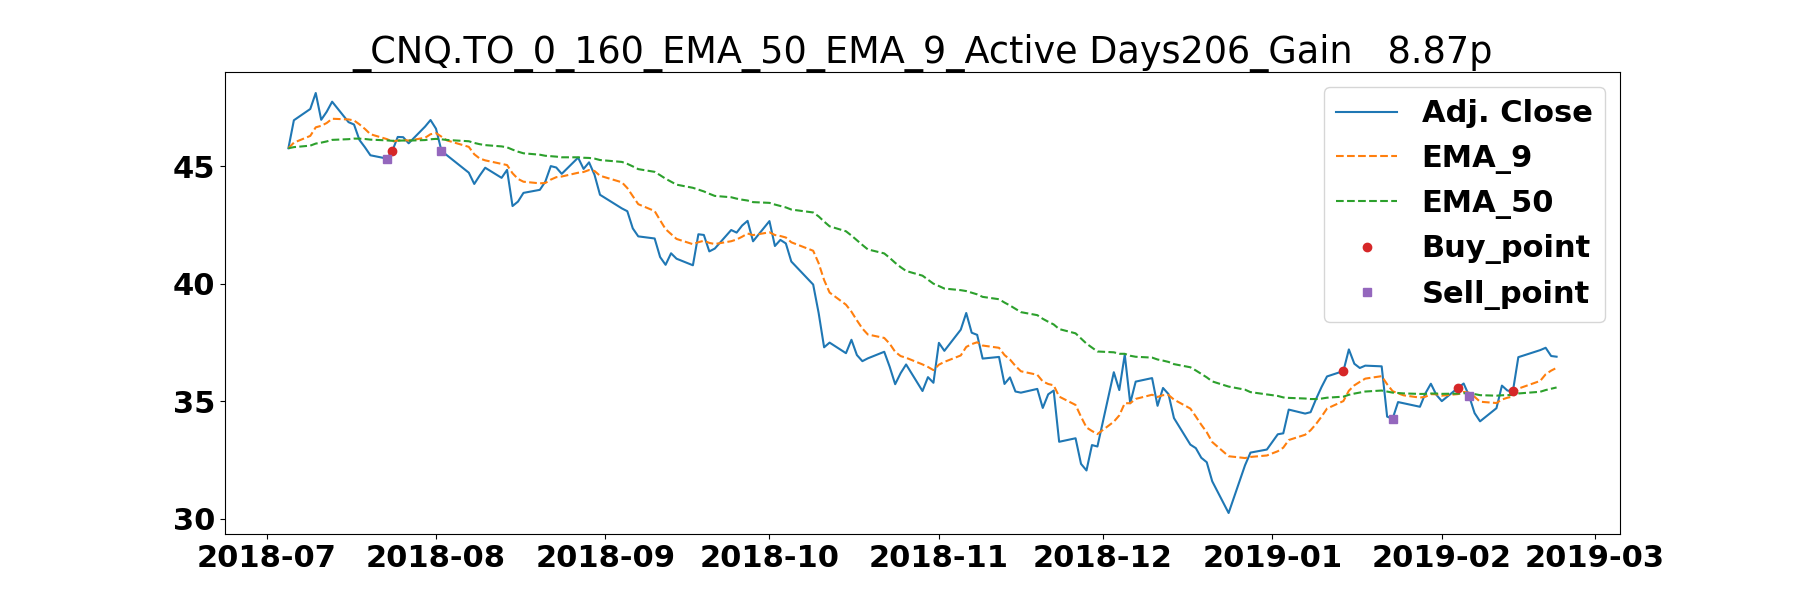 _CNQ.TO_0_160_EMA_50_EMA_9_Active Days206_Gain   8.87p
Adj. Close
EMA_9
EMA_50
Buy_point
Sell_point
45
40
35
30
2018-07 2018-08 2018-09 2018-10 2018-11 2018-12 2019-01 2019-02 2019-03